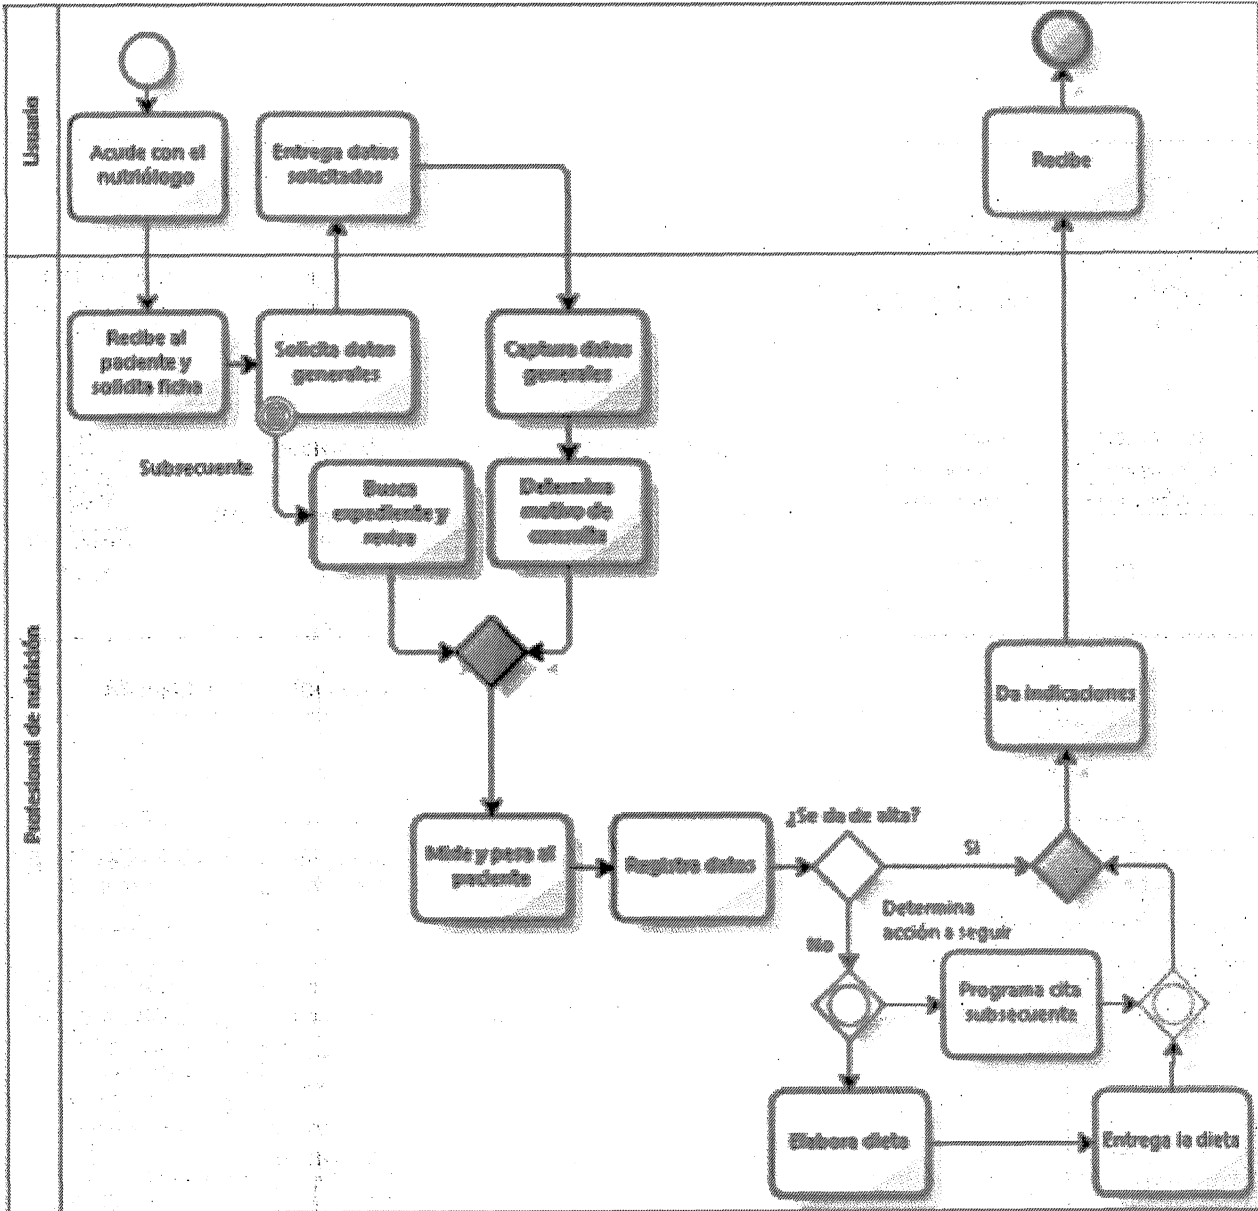 Usuario
Acude con el
nutriólogo
Entrega datos
solicitados
Recibe
Profesional de nutrición
Recibe al
paciente y
solicita ficha
Solicita datos
generales
Captura datos
generales
Subsecuente
Busca
expediente y
revisa
Determina
motivo de
consulta
Da indicaciones
Mide y pesa al
paciente
Registra datos
¿Se da de alta?
Si
No
Determina
acción a seguir
Programa cita
subsecuente
Elabora dieta
Entrega la dieta